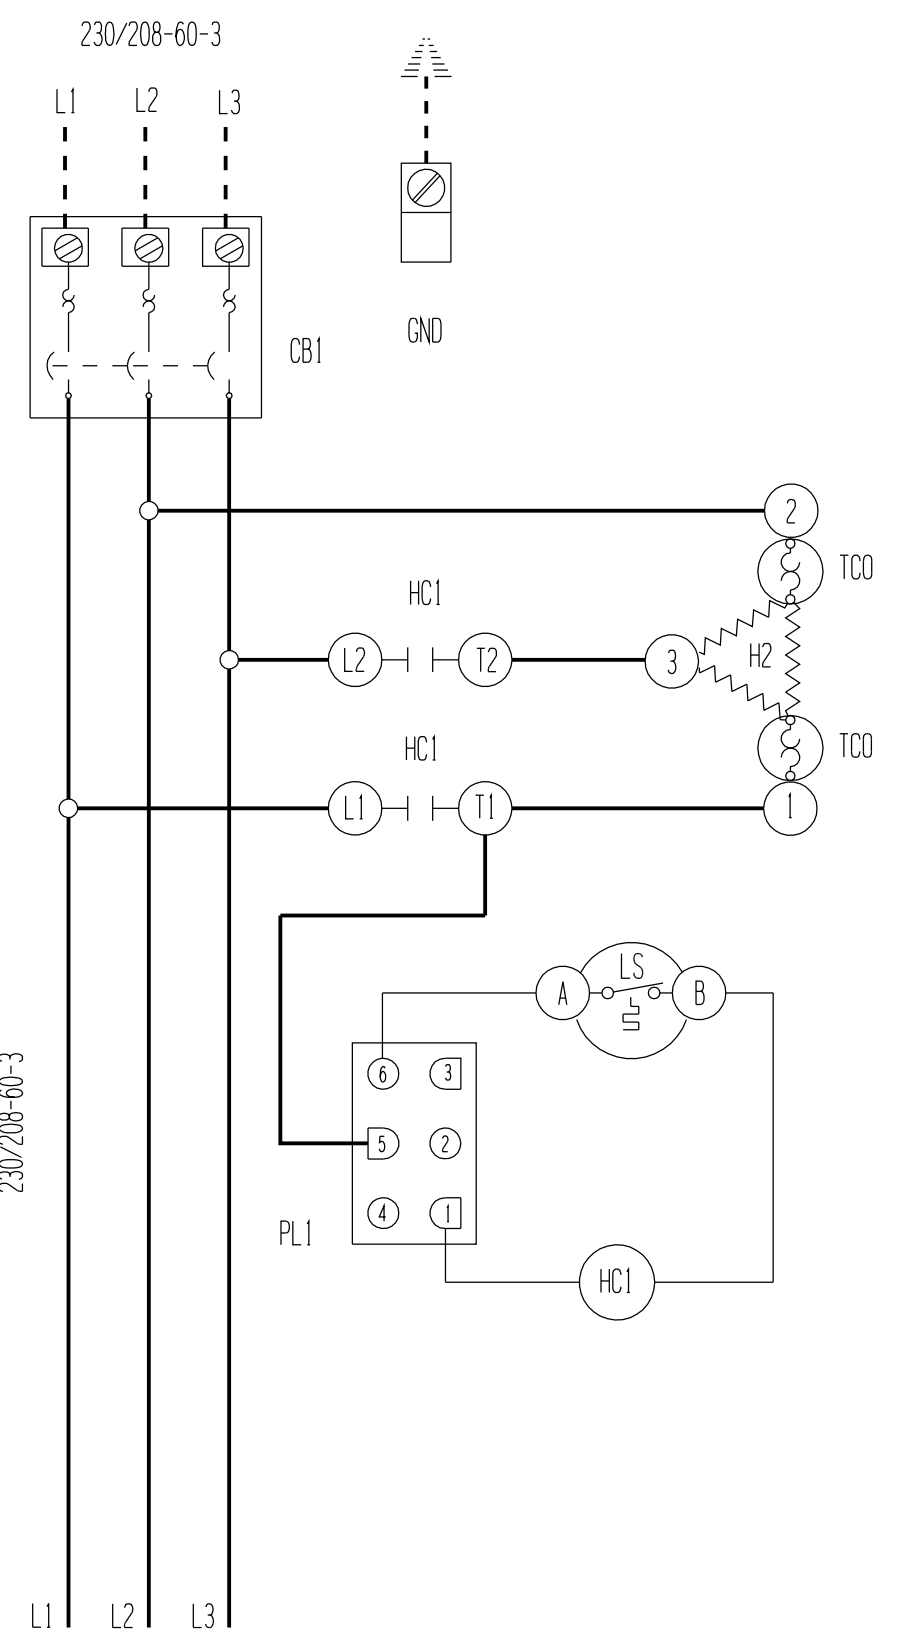 230/208-60-3
L1 L2 L3
GND
CB1
2
TCO
HC1
L2 T2 3 H2
HC1 TCO
L1 T1 1
LS
A B
230/208-60-3
6 3
5 2
4 1
PL1
HC1
L1 L2 L3